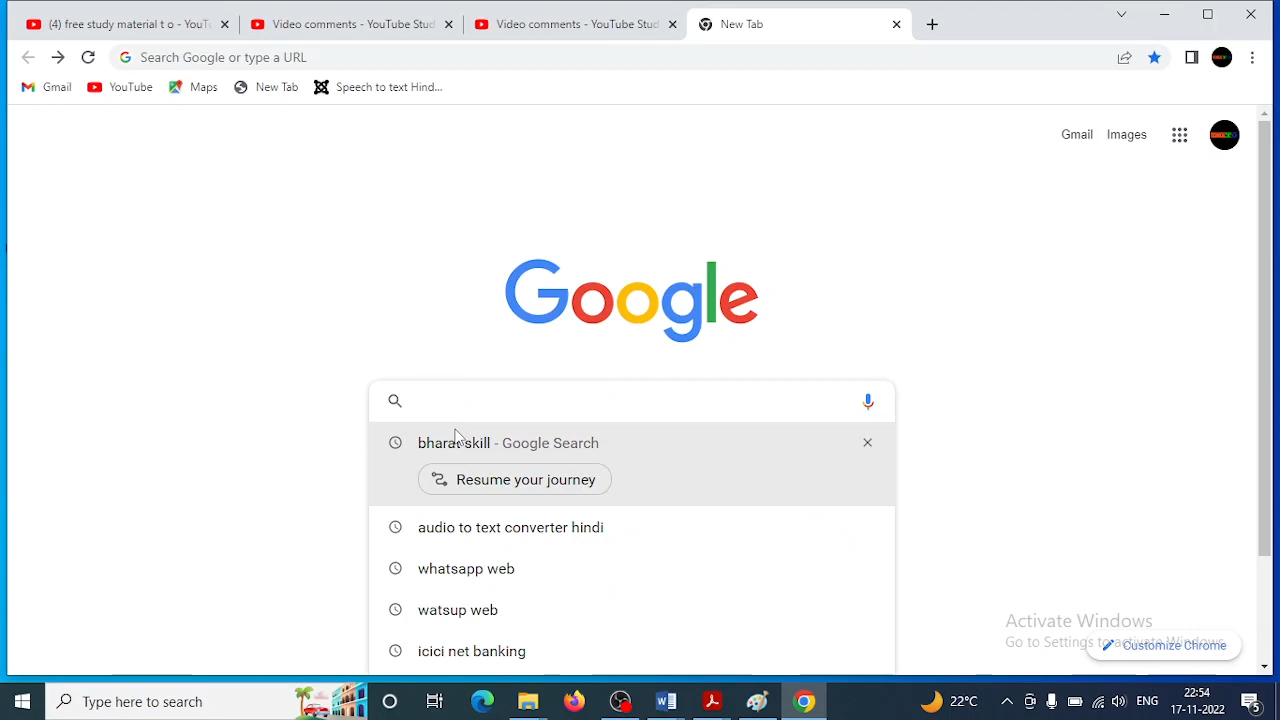 (4) free study material t o - YouTu
Video comments - YouTube Stud
Video comments - YouTube Stud
New Tab
Search Google or type a URL
Gmail
YouTube
Maps
New Tab
Speech to text Hind...
Gmail
Images
Google
bharat skill - Google Search
Resume your journey
audio to text converter hindi
whatsapp web
watsup web
icici net banking
Activate Windows
Go to Settings to activate Windows.
Customize Chrome
Type here to search
22°C
ENG
22:54
17-11-2022
5